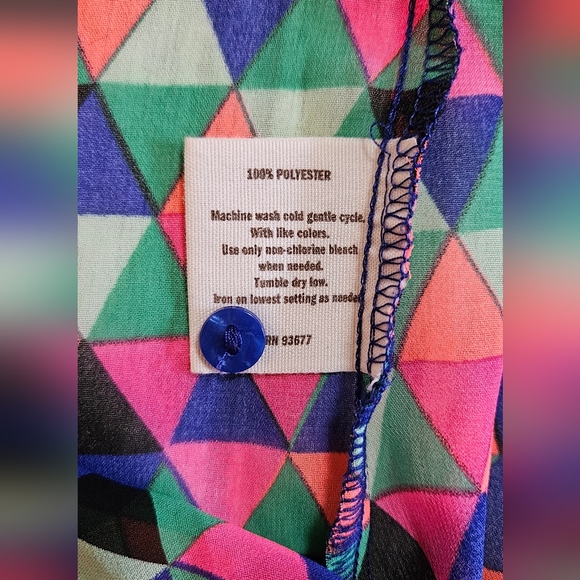 100% POLYESTER
Machine wash cold gentle cycle.
With like colors.
Use only non-chlorine bleach
when needed.
Tumble dry low.
Iron on lowest setting as needed
RN 93677